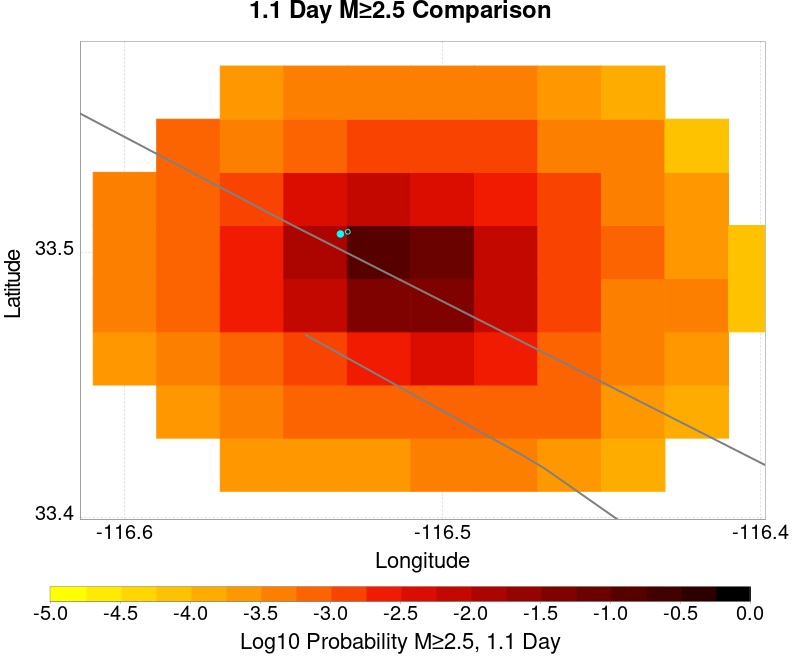 1.1 Day M≥2.5 Comparison
Latitude
33.5
33.4
-116.6 -116.5 -116.4
Longitude
-5.0 -4.5 -4.0 -3.5 -3.0 -2.5 -2.0 -1.5 -1.0 -0.5 0.0
Log10 Probability M≥2.5, 1.1 Day